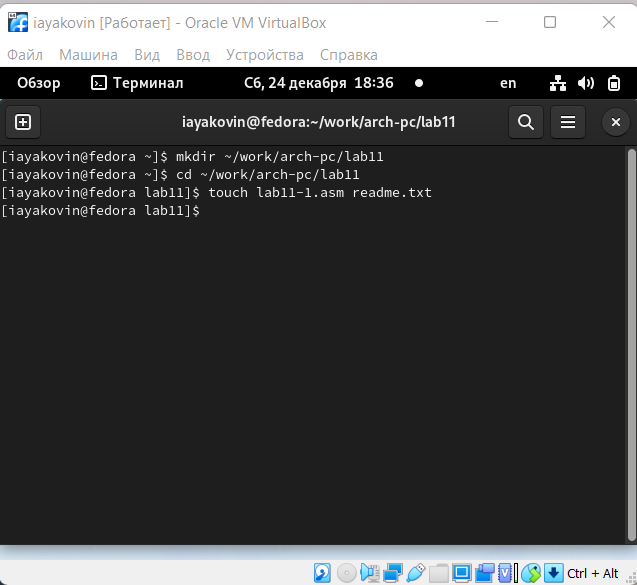 iayakovin [Работает] - Oracle VM VirtualBox
Файл Машина Вид Ввод Устройства Справка
Обзор Терминал Сб, 24 декабря 18:36 en
iayakovin@fedora:~/work/arch-pc/lab11
[iayakovin@fedora ~]$ mkdir ~/work/arch-pc/lab11
[iayakovin@fedora ~]$ cd ~/work/arch-pc/lab11
[iayakovin@fedora lab11]$ touch lab11-1.asm readme.txt
[iayakovin@fedora lab11]$
Ctrl + Alt